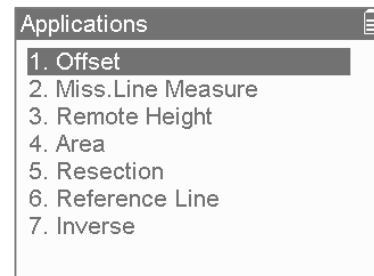 Applications
1. Offset
2. Miss.Line Measure
3. Remote Height
4. Area
5. Resection
6. Reference Line
7. Inverse